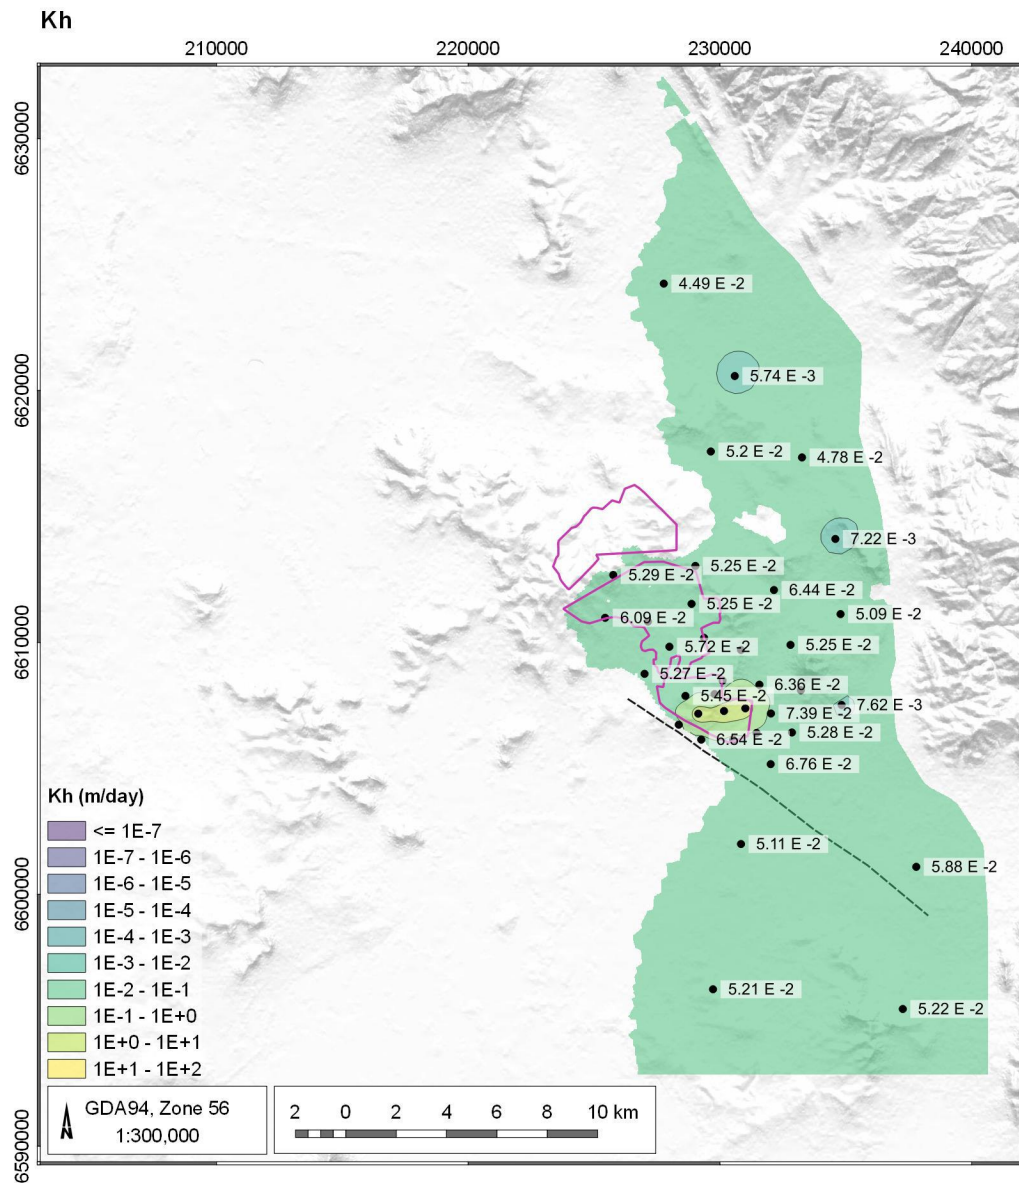 Kh
210000 220000 230000 240000
6630000
4.49 E -2
6620000
5.74 E -3
5.2 E -2
4.78 E -2
7.22 E -3
5.25 E -2
5.29 E -2
6.44 E -2
5.25 E -2
5.09 E -2
6.09 E -2
6610000
5.72 E -2
5.25 E -2
5.27 E -2
6.36 E -2
5.45 E -2
7.62 E -3
7.39 E -2
5.28 E -2
6.54 E -2
6.76 E -2
5.11 E -2
5.88 E -2
6600000
5.21 E -2
5.22 E -2
6590000
Kh (m/day)
<= 1E-7
1E-7 - 1E-6
1E-6 - 1E-5
1E-5 - 1E-4
1E-4 - 1E-3
1E-3 - 1E-2
1E-2 - 1E-1
1E-1 - 1E+0
1E+0 - 1E+1
1E+1 - 1E+2
N
GDA94, Zone 56
1:300,000
2 0 2 4 6 8 10 km